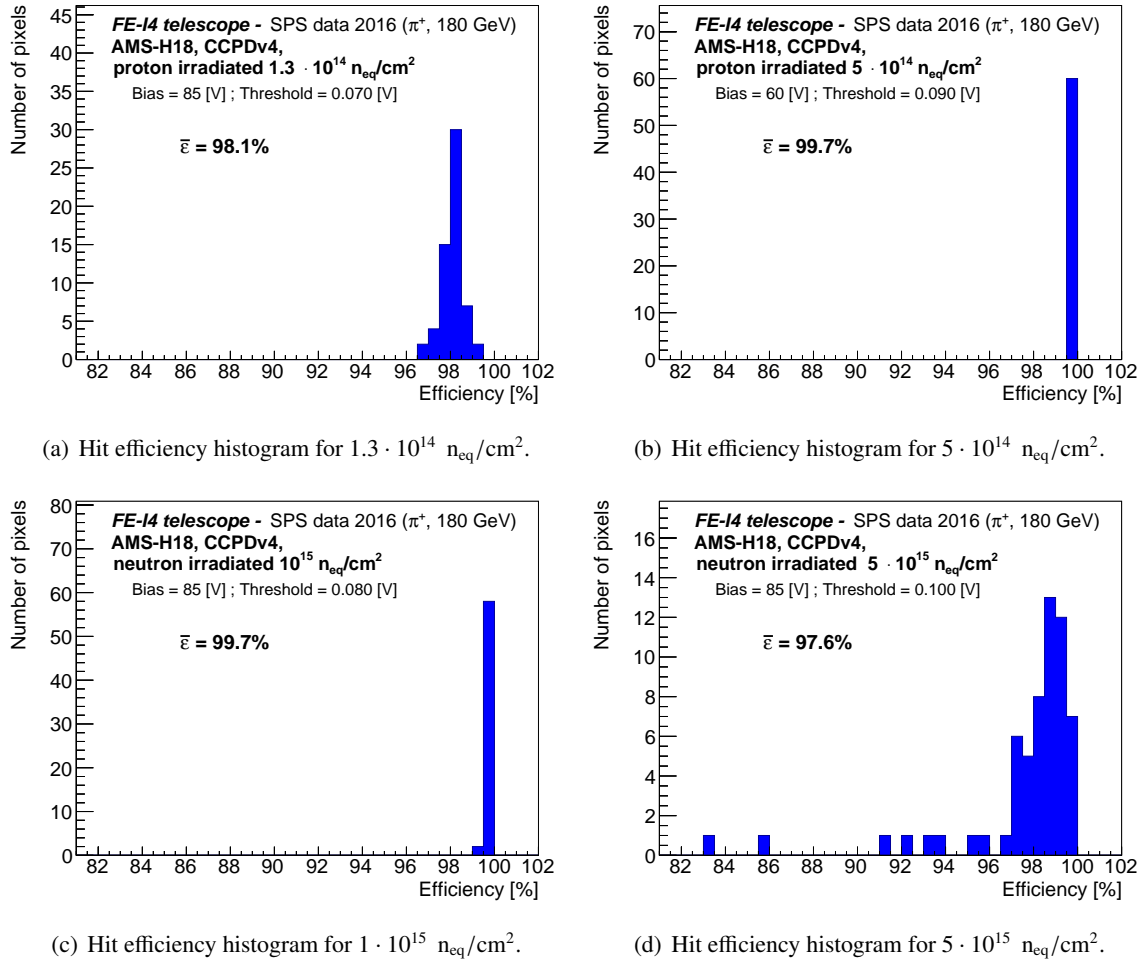 Number of pixels
45
40
35
30
25
20
15
10
5
0
FE-I4 telescope - SPS data 2016 (π⁺, 180 GeV)
AMS-H18, CCPDv4,
proton irradiated 1.3 · 10¹⁴ n_eq/cm²
Bias = 85 [V] ; Threshold = 0.070 [V]
ε̅ = 98.1%
82 84 86 88 90 92 94 96 98 100 102
Efficiency [%]
(a) Hit efficiency histogram for 1.3 · 10¹⁴ n_eq/cm².
Number of pixels
70
60
50
40
30
20
10
0
FE-I4 telescope - SPS data 2016 (π⁺, 180 GeV)
AMS-H18, CCPDv4,
proton irradiated 5 · 10¹⁴ n_eq/cm²
Bias = 60 [V] ; Threshold = 0.090 [V]
ε̅ = 99.7%
82 84 86 88 90 92 94 96 98 100 102
Efficiency [%]
(b) Hit efficiency histogram for 5 · 10¹⁴ n_eq/cm².
Number of pixels
80
70
60
50
40
30
20
10
0
FE-I4 telescope - SPS data 2016 (π⁺, 180 GeV)
AMS-H18, CCPDv4,
neutron irradiated 10¹⁵ n_eq/cm²
Bias = 85 [V] ; Threshold = 0.080 [V]
ε̅ = 99.7%
82 84 86 88 90 92 94 96 98 100 102
Efficiency [%]
(c) Hit efficiency histogram for 1 · 10¹⁵ n_eq/cm².
Number of pixels
16
14
12
10
8
6
4
2
0
FE-I4 telescope - SPS data 2016 (π⁺, 180 GeV)
AMS-H18, CCPDv4,
neutron irradiated 5 · 10¹⁵ n_eq/cm²
Bias = 85 [V] ; Threshold = 0.100 [V]
ε̅ = 97.6%
82 84 86 88 90 92 94 96 98 100 102
Efficiency [%]
(d) Hit efficiency histogram for 5 · 10¹⁵ n_eq/cm².